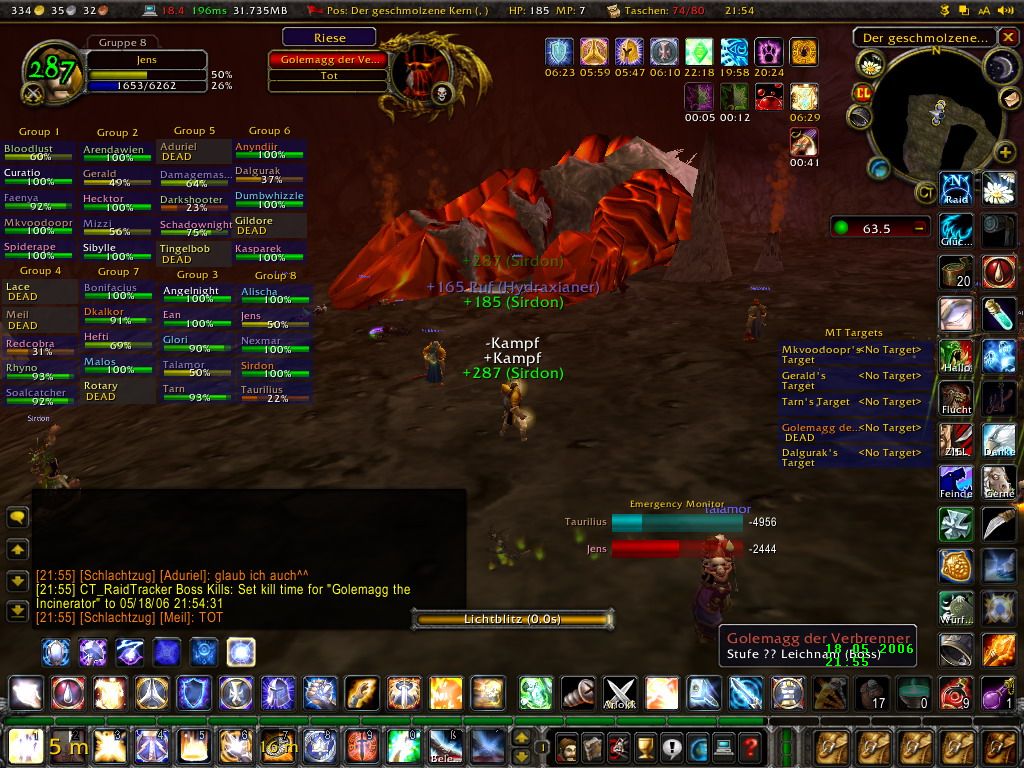 334 35 32 18.4 196ms 31.735MB Pos: Der geschmolzene Kern (, ) HP: 185 MP: 7 Taschen: 74/80 21:54
Gruppe 8
Jens
287
50%
1653/6262 26%
Riese
Golemagg der Ve...
Tot
06:23 05:59 05:47 06:10 22:18 19:58 20:24
00:05 00:12 06:29
00:41
Der geschmolzene...
N
CL
CT
63.5
Group 1 Group 2 Group 5 Group 6
Bloodlust 60% Arendawien 100% Aduriel DEAD Anyndiir 100%
Curatio 100% Gerald 49% Damagemas... 64% Dalgurak 37%
Faenya 92% Hecktor 100% Darkshooter 23% Dumbwhizzle 100%
Mkvoodoopr 100% Mizzi 56% Schadownight 75% Gildore DEAD
Spiderape 100% Sibylle 100% Tingelbob DEAD Kasparek 100%
Group 4 Group 7 Group 3 Group 8
Lace DEAD Bonifacius 100% Angelnight 100% Alischa 100%
Meil DEAD Dkalkor 91% Ean 100% Jens 50%
Redcobra 31% Hefti 69% Glori 90% Nexmar 100%
Rhyno 93% Malos 100% Talamor 50% Sirdon 100%
Soalcatcher 92% Rotary DEAD Tarn 93% Taurilius 22%
+287 (Sirdon)
+165 Ruf (Hydraxianer)
+185 (Sirdon)
-Kampf
+Kampf
+287 (Sirdon)
Sirdon
MT Targets
Mkvoodoopr's Target <No Target>
Gerald's Target <No Target>
Tarn's Target <No Target>
Golemagg de... DEAD <No Target>
Dalgurak's Target <No Target>
Raid
Glüc...
20
Hallo
Flucht
ZIEL
Danke
Feinde
Gerne
Würf...
Emergency Monitor
Talamor
Taurilius -4956
Jens -2444
[21:55] [Schlachtzug] [Aduriel]: glaub ich auch^^
[21:55] CT_RaidTracker Boss Kills: Set kill time for "Golemagg the
Incinerator" to 05/18/06 21:54:31
[21:55] [Schlachtzug] [Meil]: TOT
Lichtblitz (0.0s)
Golemagg der Verbrenner
Stufe ?? Leichnam (Boss)
18.05.2006
21:55
Arlokk
17 0 9 1
5 m
Bele...
1